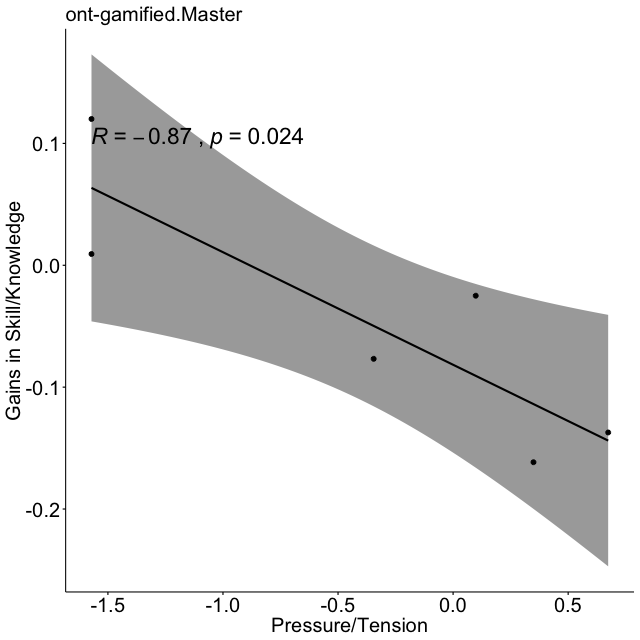 ont-gamified.Master
R = −0.87 , p = 0.024
Gains in Skill/Knowledge
0.1
0.0
-0.1
-0.2
-1.5 -1.0 -0.5 0.0 0.5
Pressure/Tension